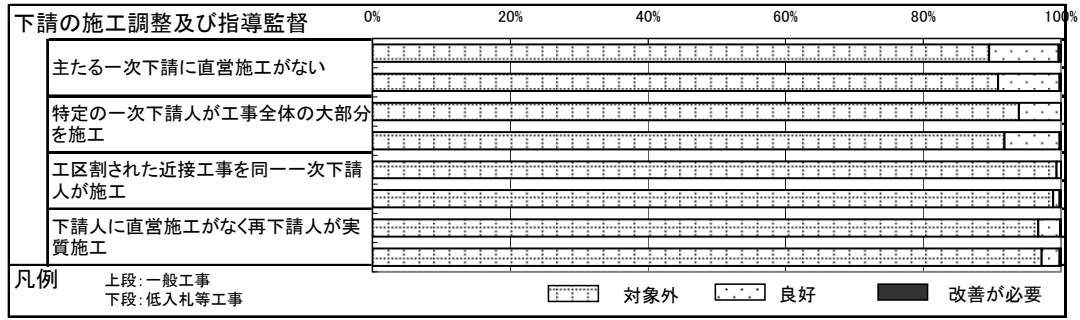 下請の施工調整及び指導監督
0%
20%
40%
60%
80%
100%
主たる一次下請に直営施工がない
特定の一次下請人が工事全体の大部分
を施工
工区割された近接工事を同一一次下請
人が施工
下請人に直営施工がなく再下請人が実
質施工
凡例
上段：一般工事
下段：低入札等工事
対象外
良好
改善が必要